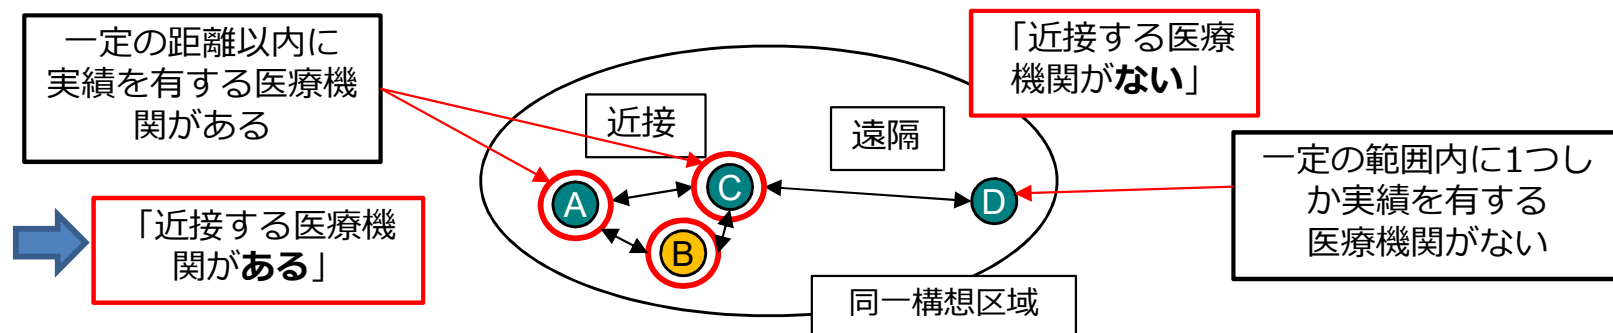 一定の距離以内に
実績を有する医療機
関がある
「近接する医療機
関がある」
近接
遠隔
「近接する医療
機関がない」
A
B
C
D
同一構想区域
一定の範囲内に1つし
か実績を有する
医療機関がない